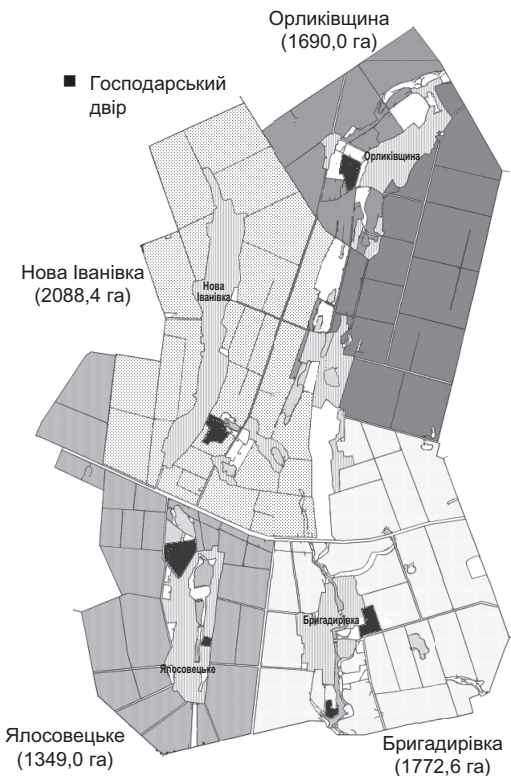 Орликівщина
(1690,0 га)
Господарський
двір
Орликівщина
Нова Іванівка
(2088,4 га)
Нова
Іванівка
Бригадирівка
Ялосовецьке
Ялосовецьке
(1349,0 га)
Бригадирівка
(1772,6 га)